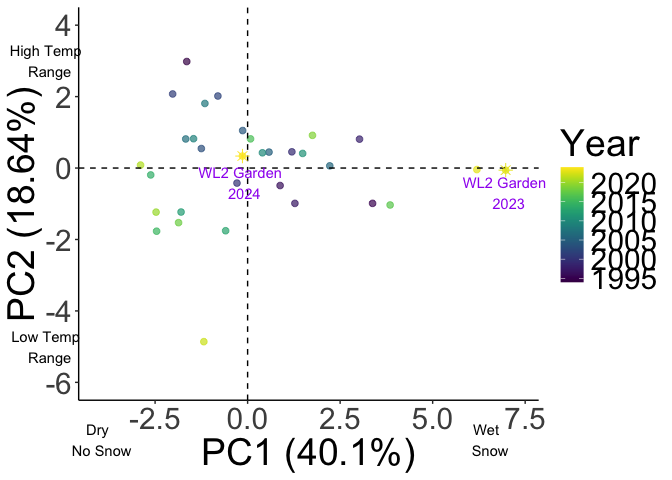 PC2 (18.64%)
4
2
0
-2
-4
-6
High Temp
Range
Low Temp
Range
WL2 Garden
2024
WL2 Garden
2023
-2.5
0.0
2.5
5.0
7.5
Dry
No Snow
PC1 (40.1%)
Wet
Snow
Year
2020
2015
2010
2005
2000
1995